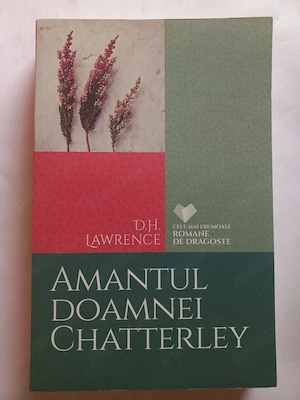 D.H.
LAWRENCE
CELE MAI FRUMOASE
ROMANE
DE DRAGOSTE
AMANTUL
DOAMNEI
CHATTERLEY